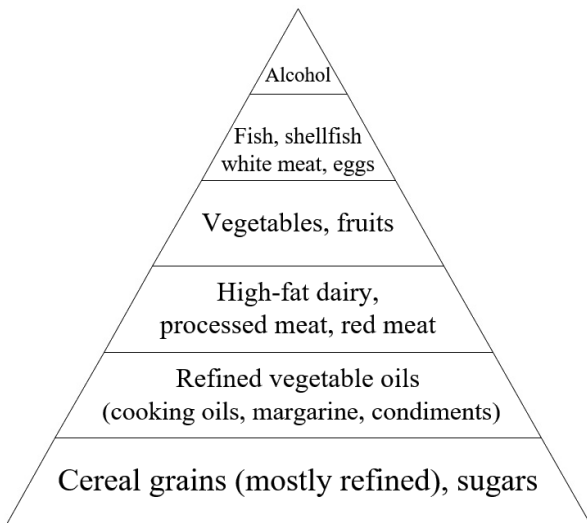 Alcohol
Fish, shellfish
white meat, eggs
Vegetables, fruits
High-fat dairy,
processed meat, red meat
Refined vegetable oils
(cooking oils, margarine, condiments)
Cereal grains (mostly refined), sugars